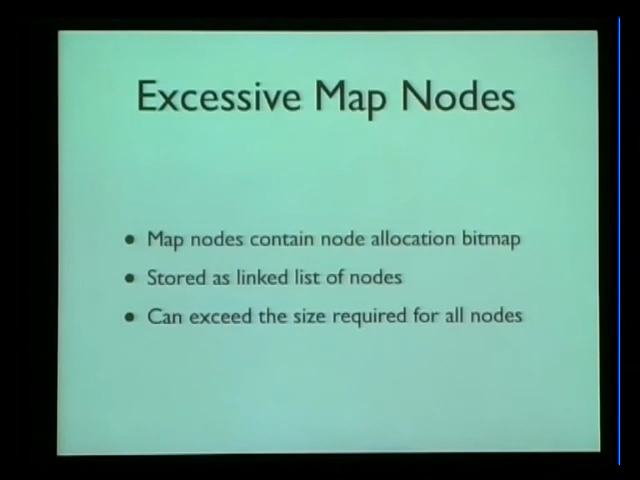 Excessive Map Nodes
• Map nodes contain node allocation bitmap
• Stored as linked list of nodes
• Can exceed the size required for all nodes